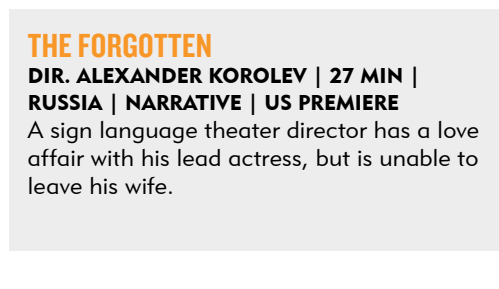 THE FORGOTTEN
DIR. ALEXANDER KOROLEV | 27 MIN |
RUSSIA | NARRATIVE | US PREMIERE
A sign language theater director has a love
affair with his lead actress, but is unable to
leave his wife.